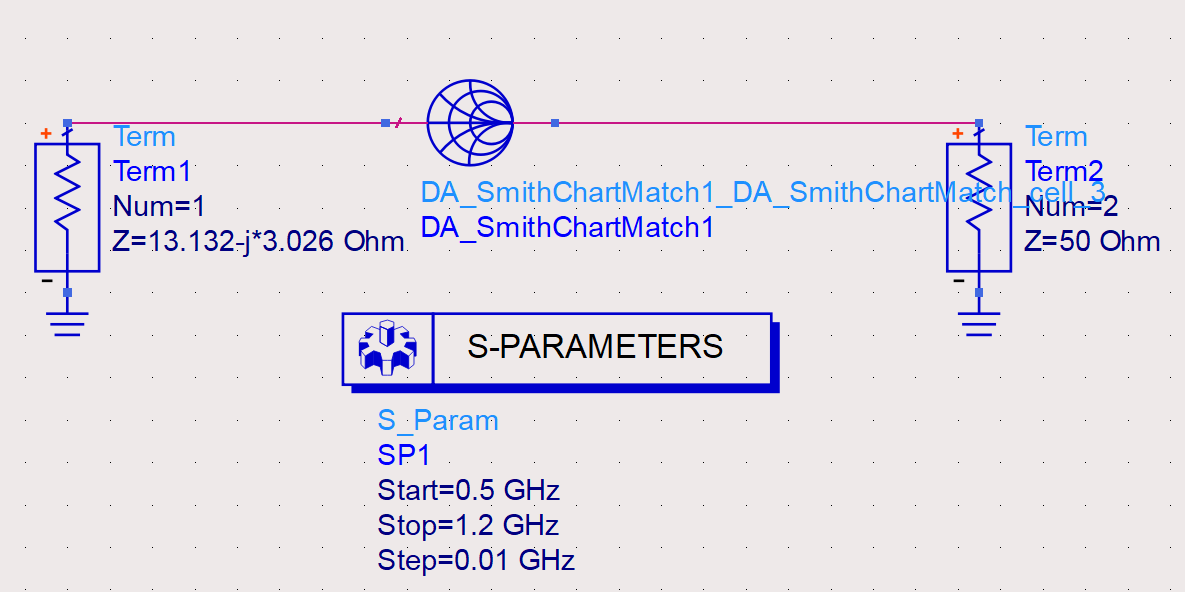 +
Term
Term1
Num=1
Z=13.132-j*3.026 Ohm
-
DA_SmithChartMatch1_DA_SmithChartMatch_cell_3
DA_SmithChartMatch1
+
Term
Term2
Num=2
Z=50 Ohm
-
S-PARAMETERS
S_Param
SP1
Start=0.5 GHz
Stop=1.2 GHz
Step=0.01 GHz